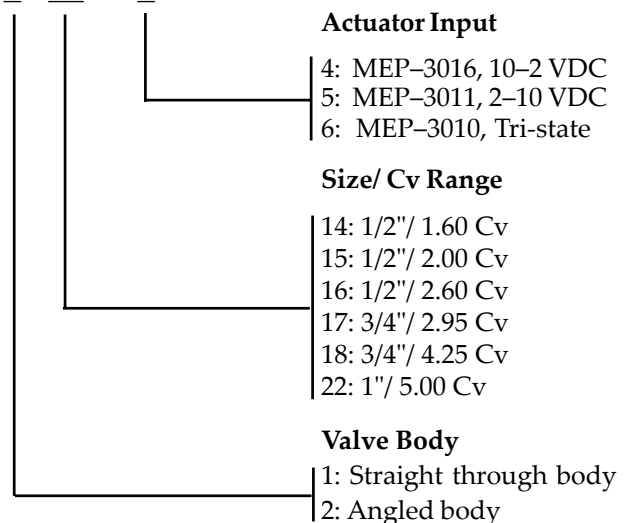 Actuator Input
4: MEP–3016, 10–2 VDC
5: MEP–3011, 2–10 VDC
6: MEP–3010, Tri-state
Size/ Cv Range
14: 1/2"/ 1.60 Cv
15: 1/2"/ 2.00 Cv
16: 1/2"/ 2.60 Cv
17: 3/4"/ 2.95 Cv
18: 3/4"/ 4.25 Cv
22: 1"/ 5.00 Cv
Valve Body
1: Straight through body
2: Angled body